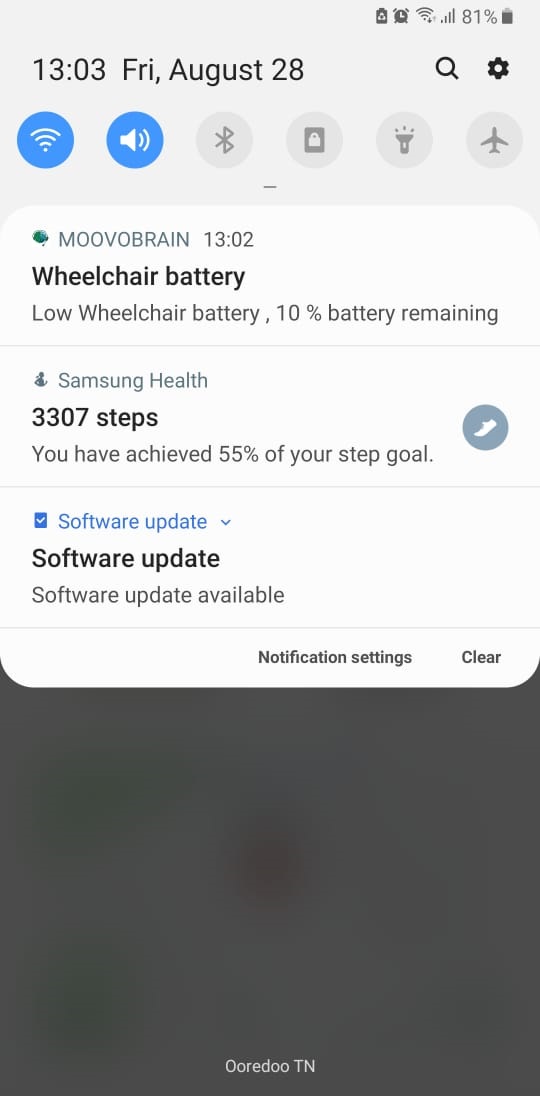 81%
13:03 Fri, August 28
MOOVOBRAIN 13:02
Wheelchair battery
Low Wheelchair battery , 10 % battery remaining
Samsung Health
3307 steps
You have achieved 55% of your step goal.
Software update
Software update
Software update available
Notification settings Clear
Ooredoo TN